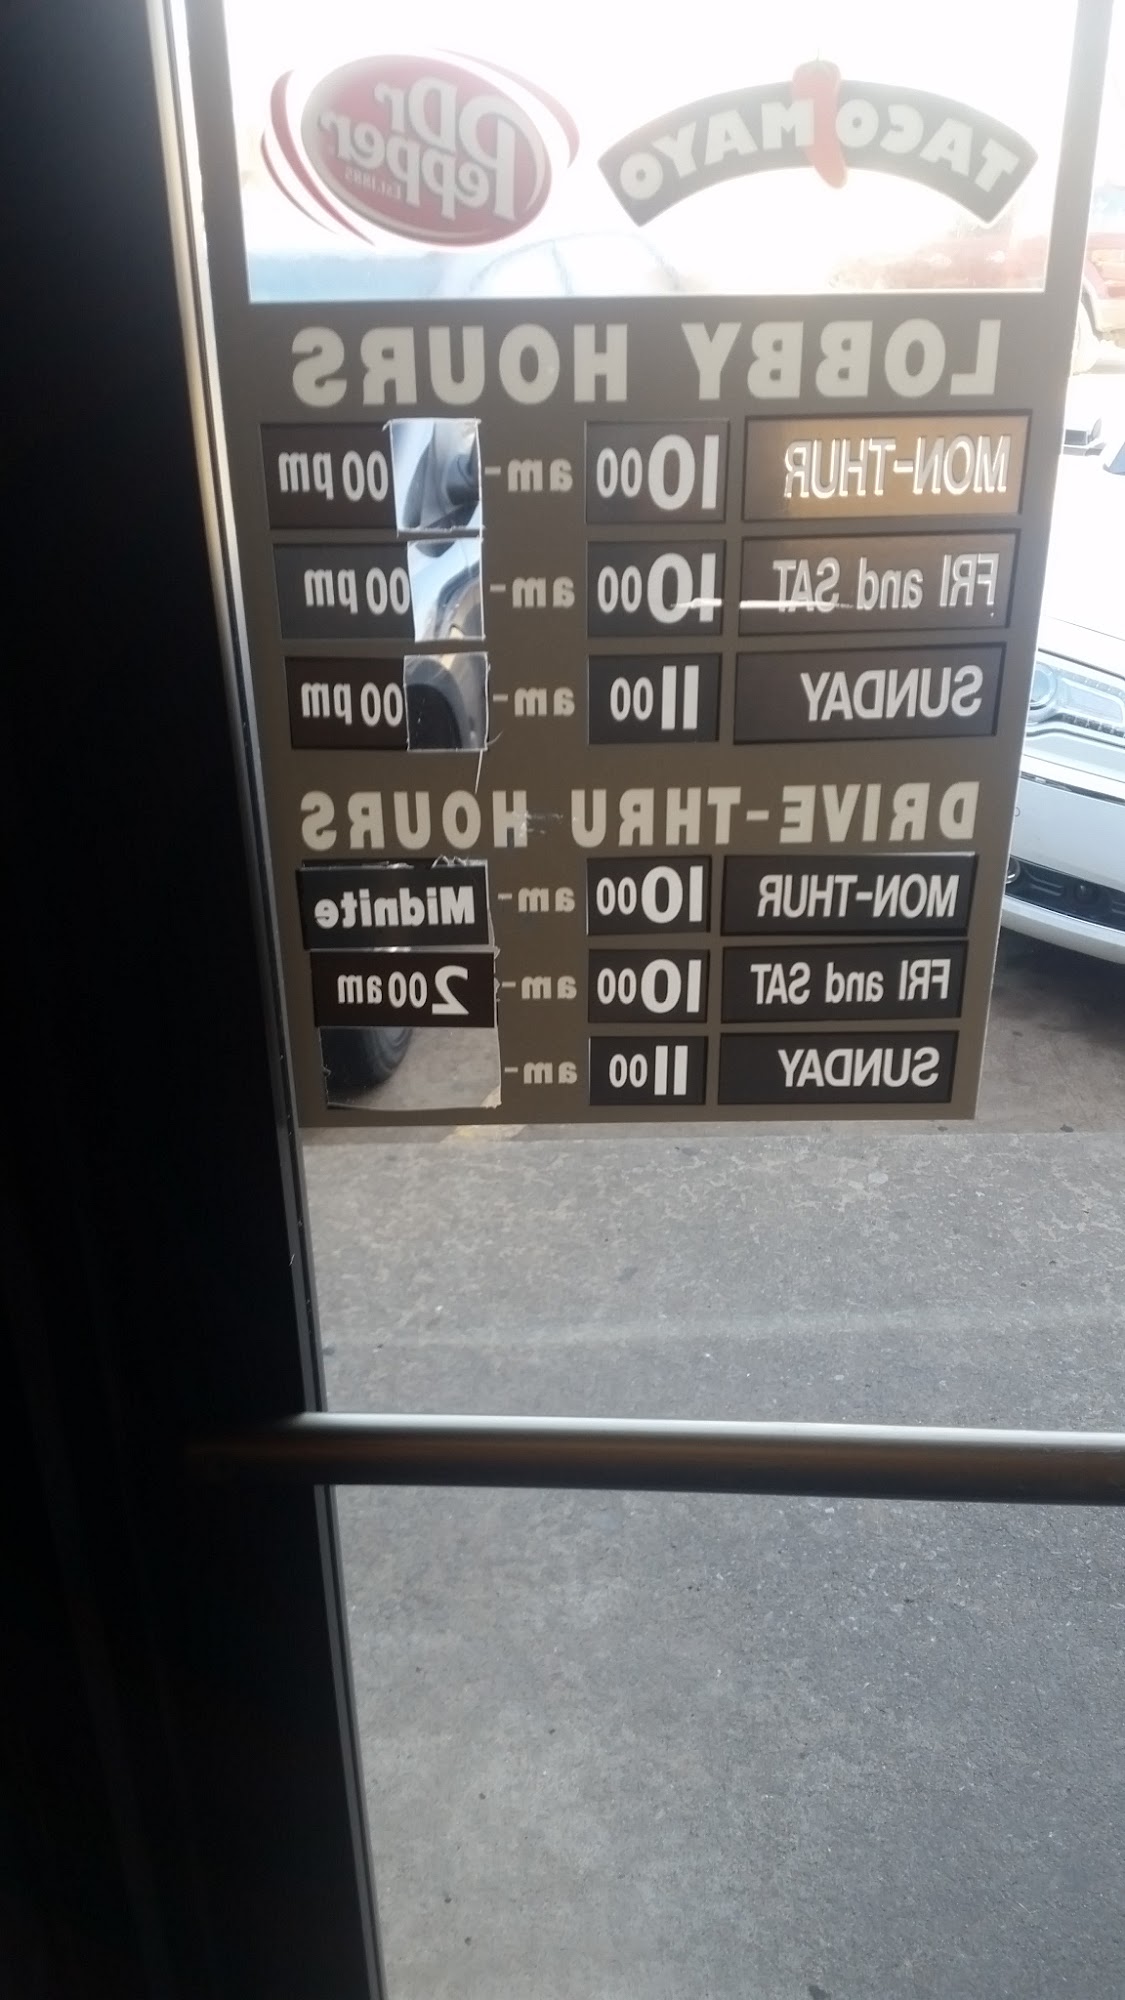 TACO MAYO
Dr Pepper
EST.1885
LOBBY HOURS
MON-THUR 10 00 am- 00 pm
FRI and SAT 10 00 am- 00 pm
SUNDAY 11 00 am- 00 pm
DRIVE-THRU HOURS
MON-THUR 10 00 am- Midnite
FRI and SAT 10 00 am- 2 00 am
SUNDAY 11 00 am-